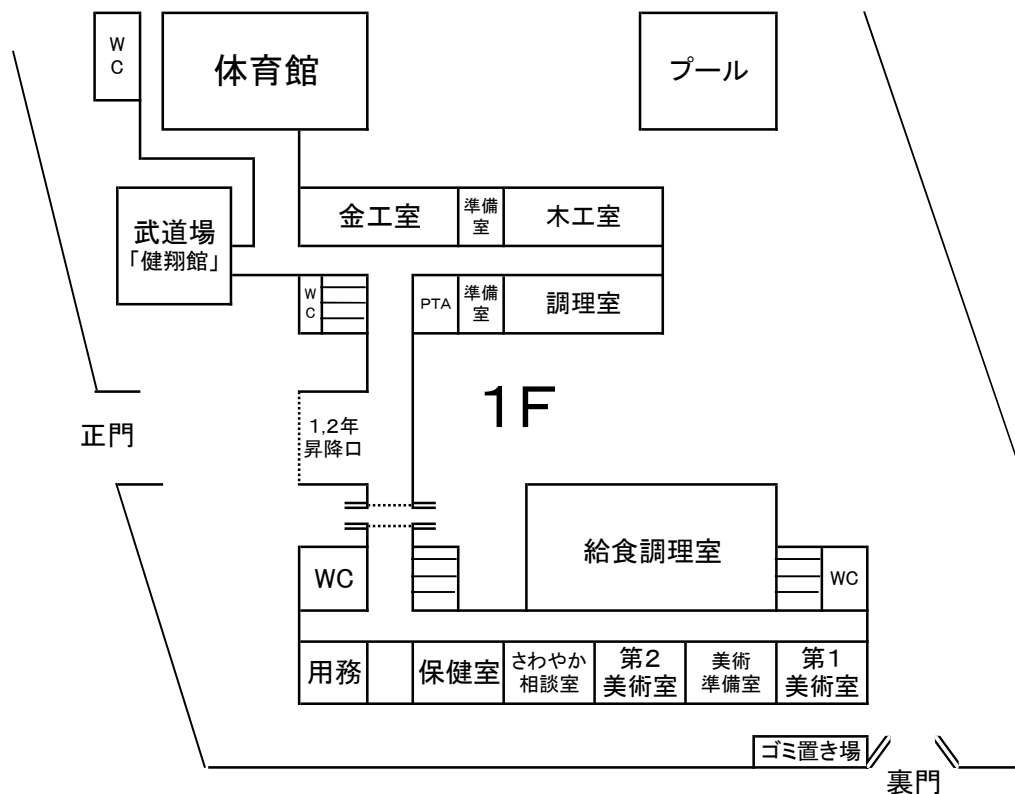 WC
体育館
プール
金工室
準備
室
木工室
武道場
「健翔館」
WC
PTA
準備
室
調理室
1F
正門
1,2年
昇降口
給食調理室
WC
WC
用務
保健室
さわやか
相談室
第2
美術室
美術
準備室
第1
美術室
ゴミ置き場
裏門